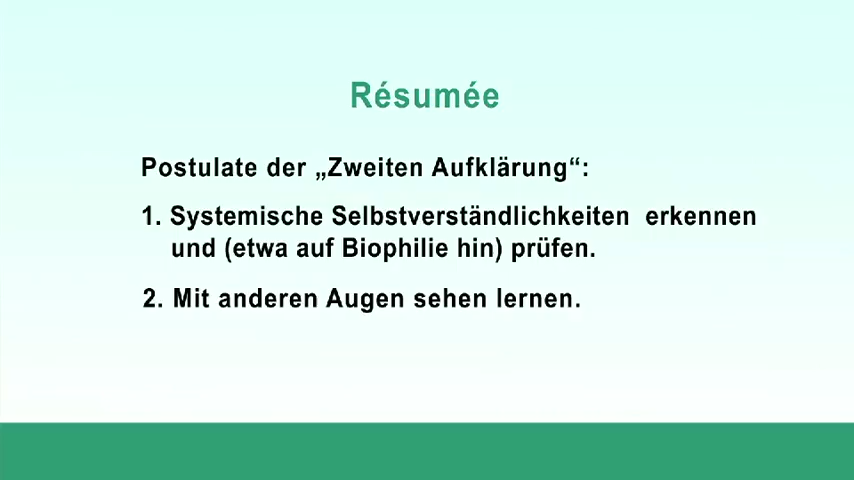 Résumée
Postulate der „Zweiten Aufklärung“:
1. Systemische Selbstverständlichkeiten erkennen
und (etwa auf Biophilie hin) prüfen.
2. Mit anderen Augen sehen lernen.